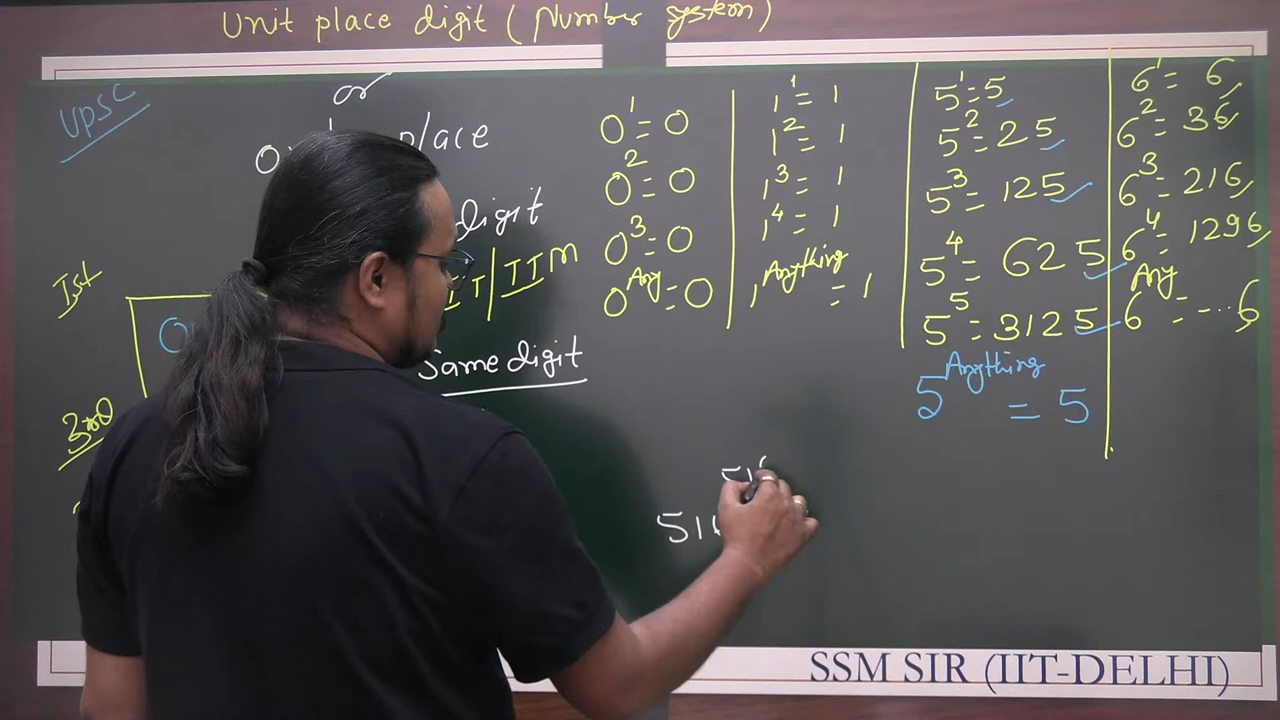 Unit place digit (Number system)
UPSC
or
place
digit
IIT/IIM
Same digit
Ist
3rd
0¹ = 0
0² = 0
0³ = 0
0^Any = 0
1¹ = 1
1² = 1
1³ = 1
1⁴ = 1
1^Anything = 1
5¹ = 5
5² = 25
5³ = 125
5⁴ = 625
5⁵ = 3125
5^Anything = 5
6¹ = 6
6² = 36
6³ = 216
6⁴ = 1296
6^Any = ...6
SSM SIR (IIT-DELHI)